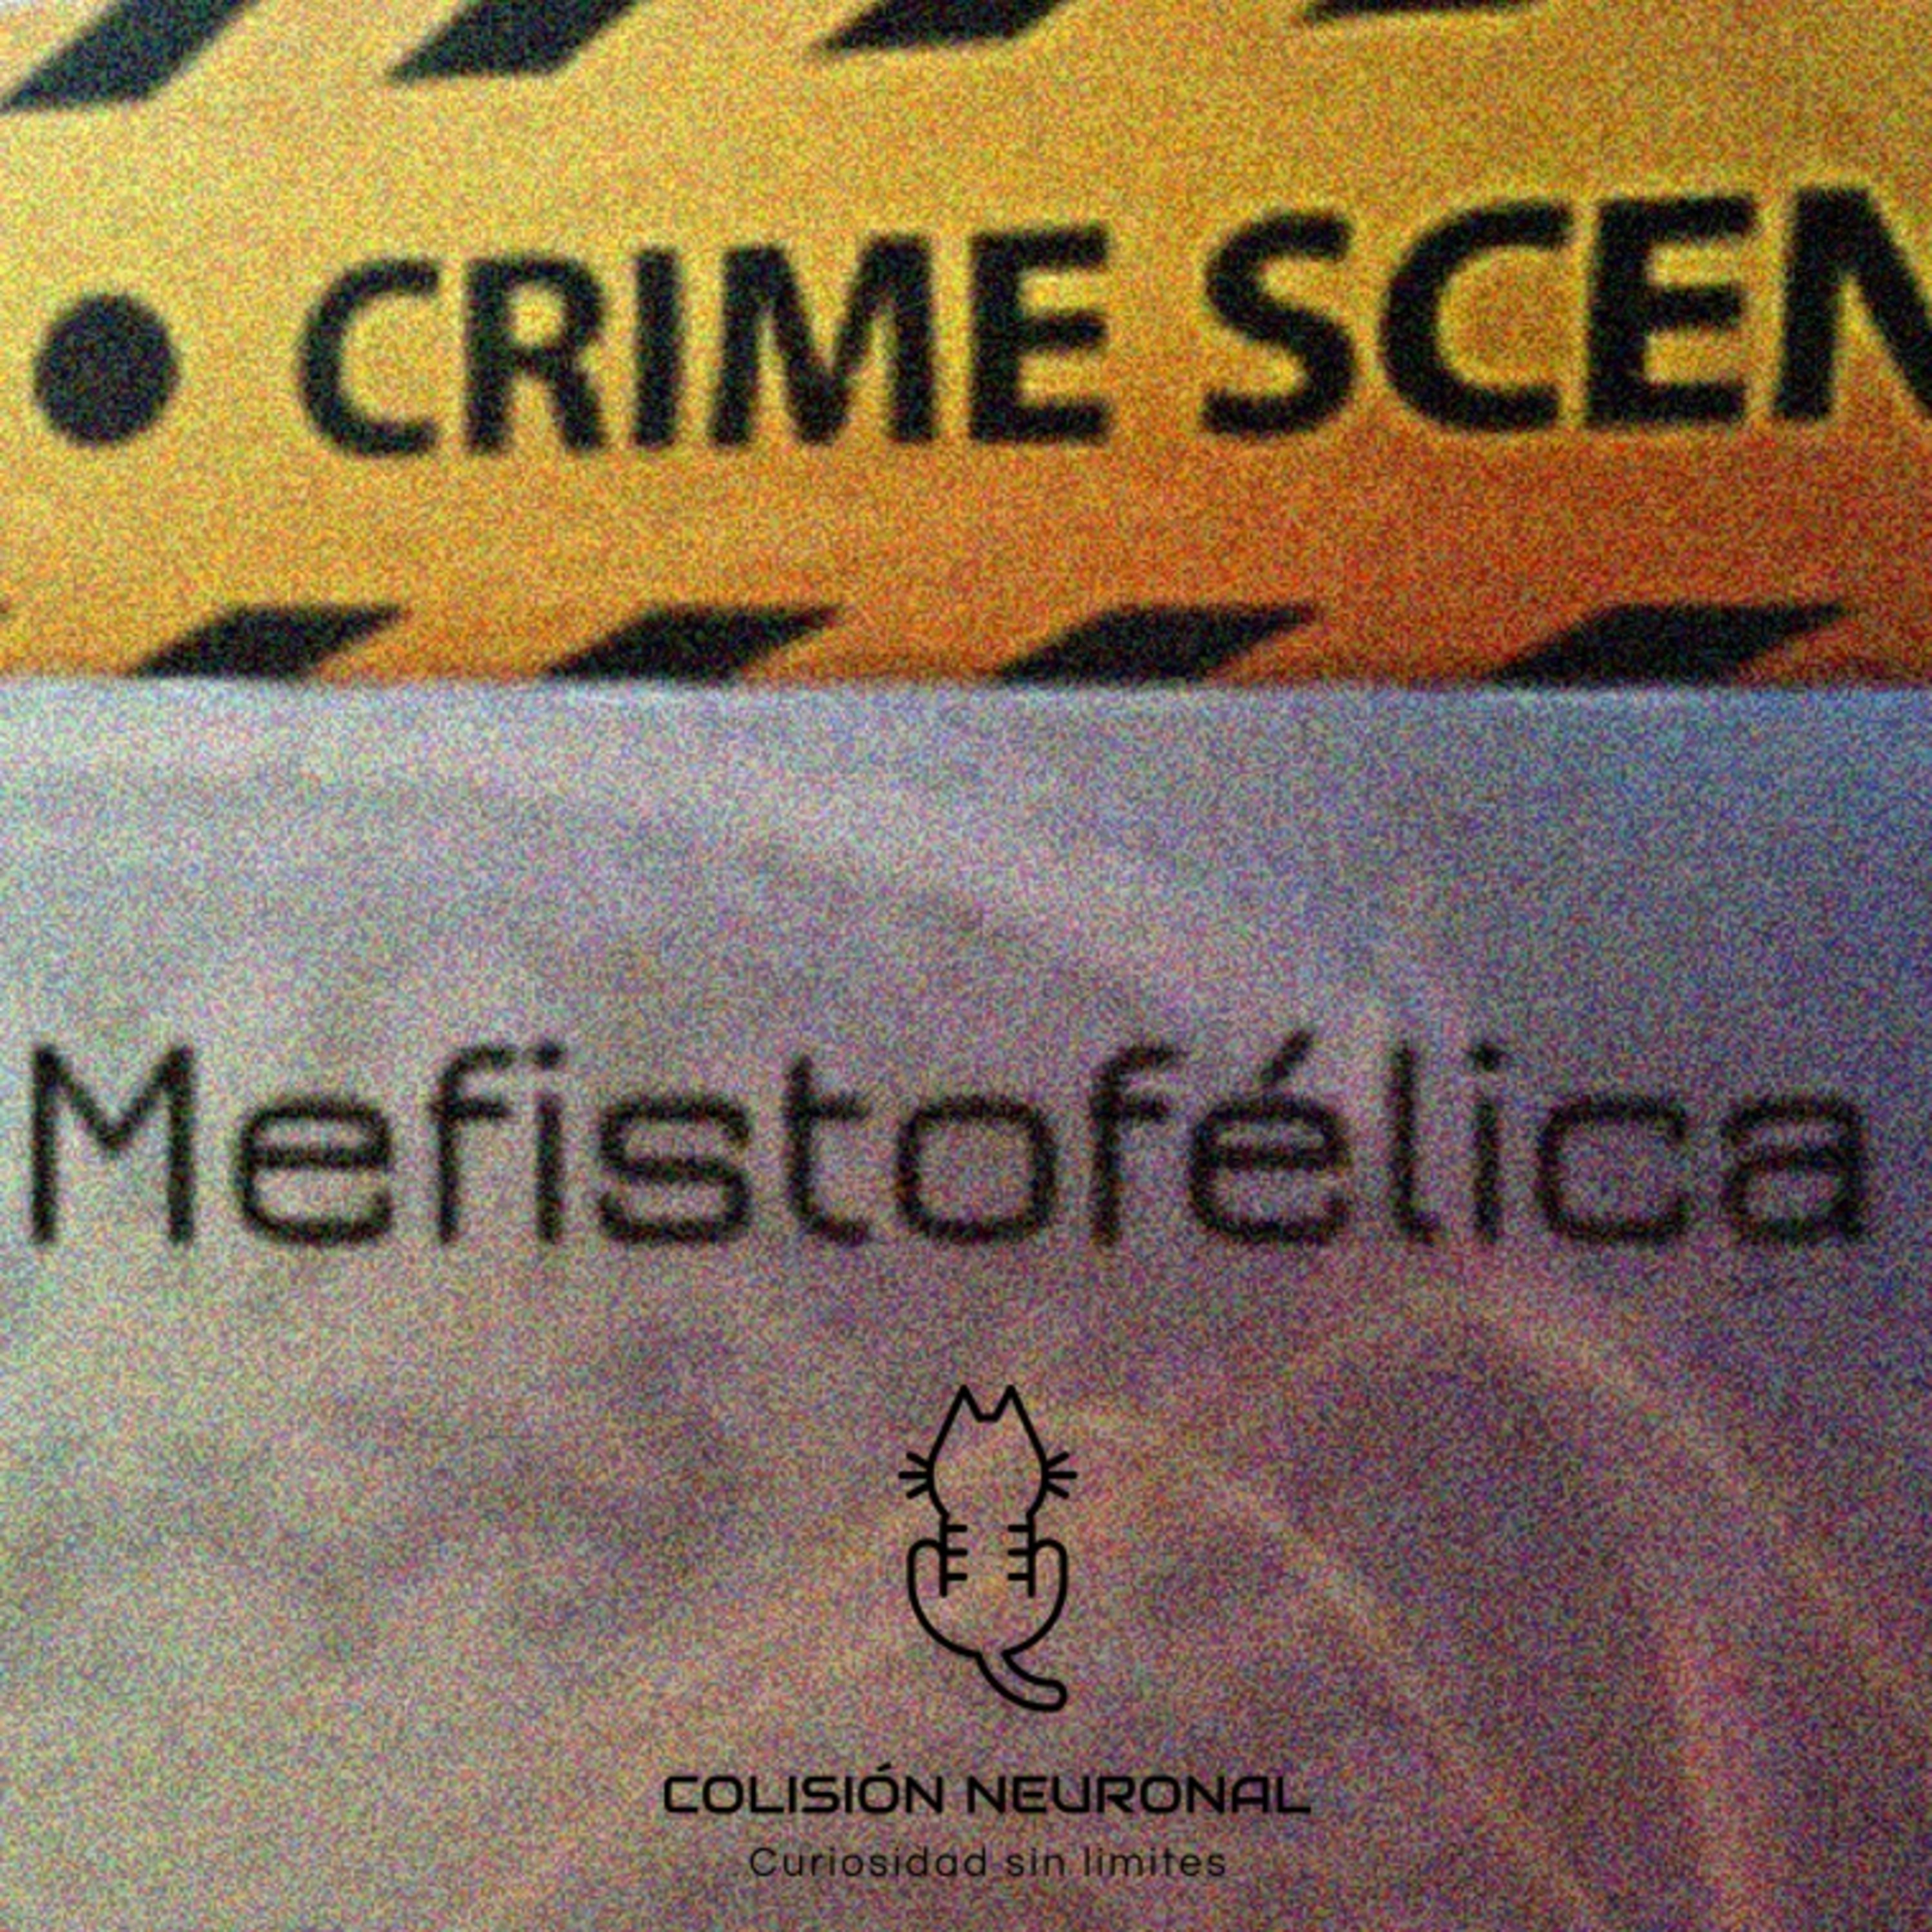 CRIME SCEN
Mefistofélica
COLISIÓN NEURONAL
Curiosidad sin limites